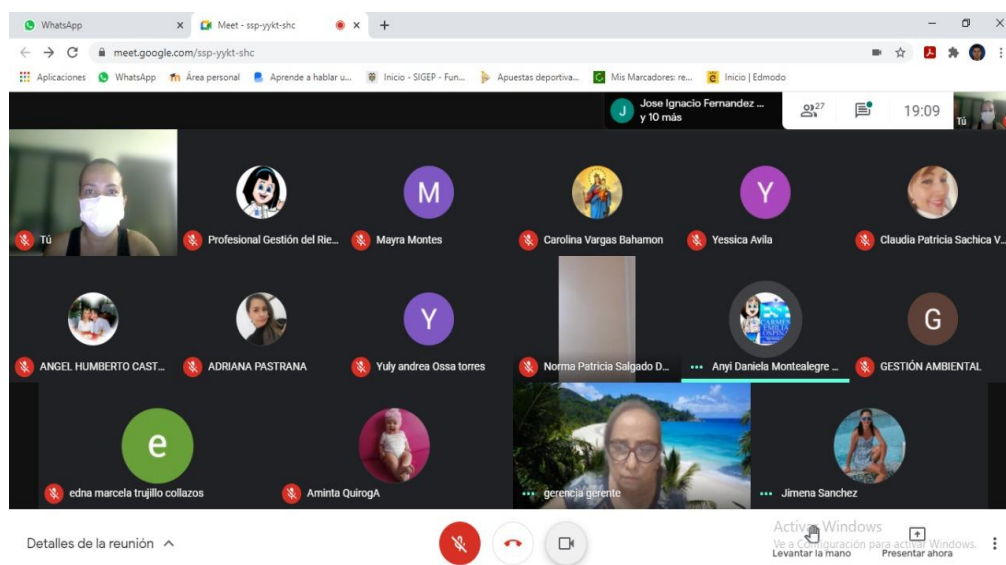 WhatsApp
Meet - ssp-yykt-shc
meet.google.com/ssp-yykt-shc
Aplicaciones
WhatsApp
Área personal
Aprende a hablar u...
Inicio - SIGEP - Fun...
Apuestas deportiva...
Mis Marcadores: re...
Inicio | Edmodo
J
Jose Ignacio Fernandez ...
y 10 más
27
19:09
Tú
Tú
Profesional Gestión del Rie...
M
Mayra Montes
Carolina Vargas Bahamon
Y
Yessica Avila
Claudia Patricia Sachica V...
ANGEL HUMBERTO CAST...
ADRIANA PASTRANA
Y
Yuly andrea Ossa torres
Norma Patricia Salgado D...
CARMEN
EMILIA
OSPINA
Anyi Daniela Montealegre ...
G
GESTIÓN AMBIENTAL
e
edna marcela trujillo collazos
Aminta QuirogA
gerencia gerente
Jimena Sanchez
Detalles de la reunión
Activar Windows
Ve a Configuración para activar Windows.
Levantar la mano
Presentar ahora